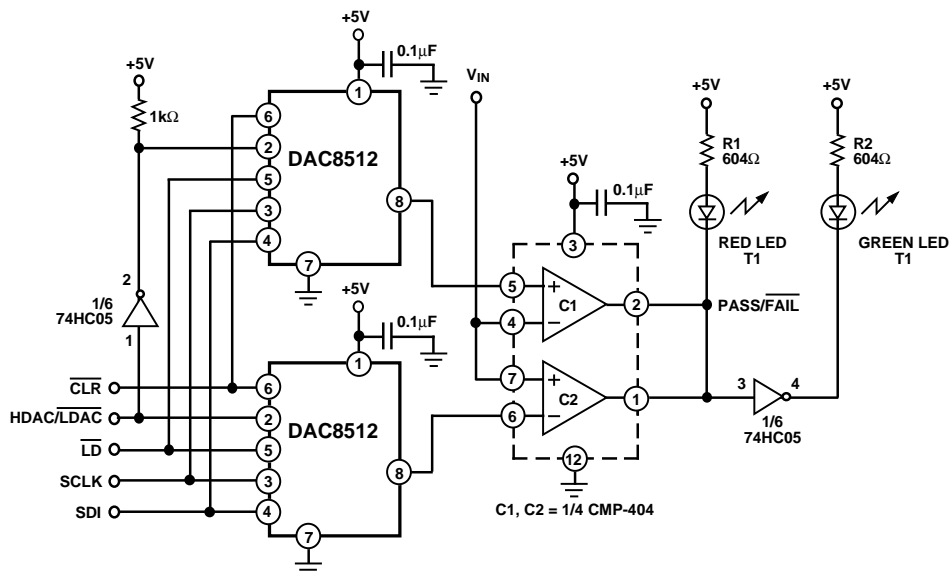 +5V
0.1μF
+5V
1kΩ
1
6
2
5
3
4
7
8
DAC8512
2
1/6
74HC05
1
+5V
0.1μF
1
6
2
5
3
4
7
8
DAC8512
CLR
HDAC/LDAC
LD
SCLK
SDI
VIN
+5V
0.1μF
3
5
4
+
−
C1
2
7
6
+
−
C2
1
12
C1, C2 = 1/4 CMP-404
+5V
R1
604Ω
RED LED
T1
PASS/FAIL
+5V
R2
604Ω
GREEN LED
T1
3
4
1/6
74HC05